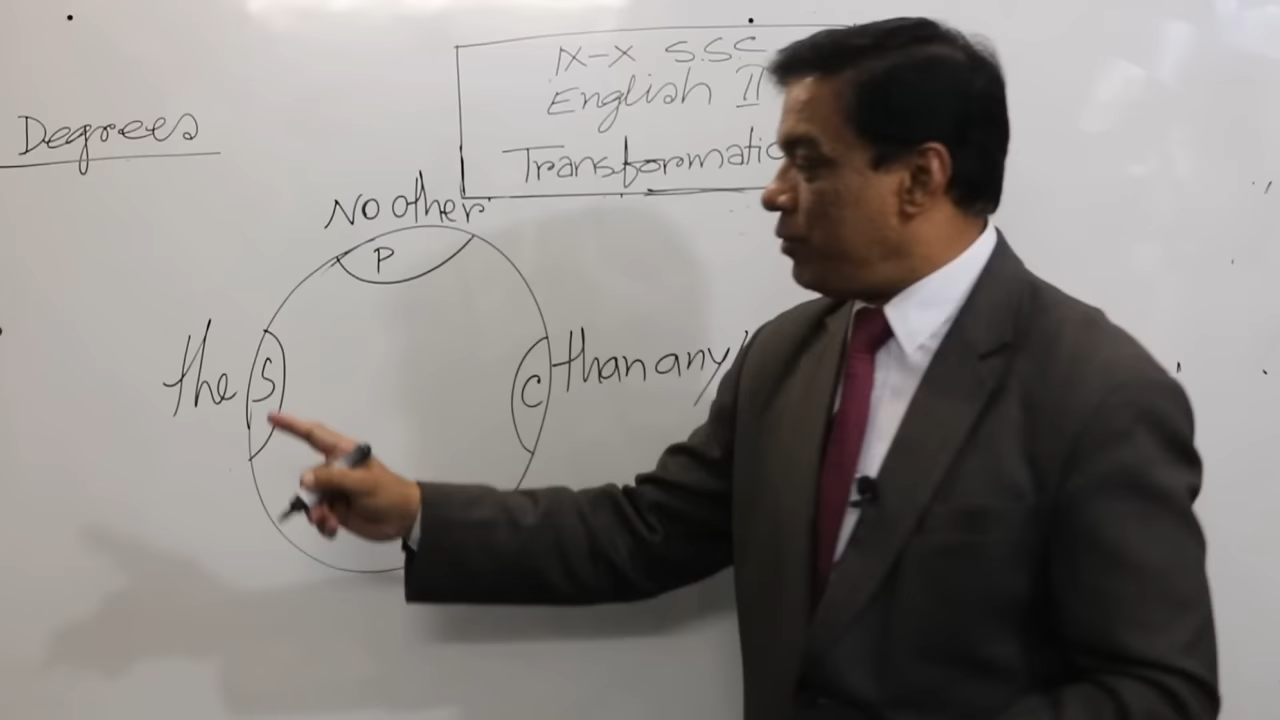 IX-X S.S.C
English II
Transformatio
Degrees
No other
P
the S
C than any